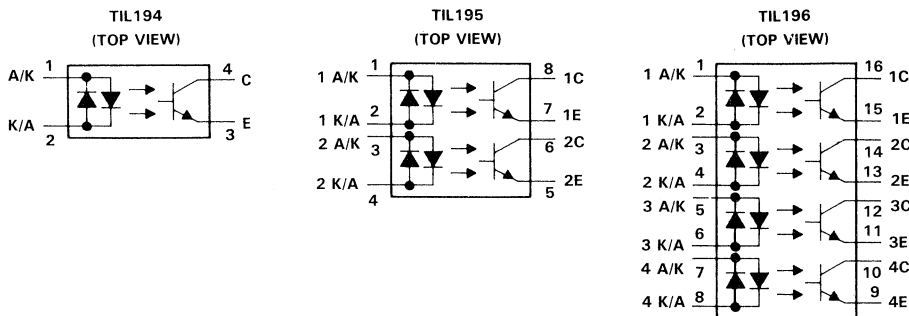 TIL194
(TOP VIEW)
1
A/K
4
C
K/A
2
E
3
TIL195
(TOP VIEW)
1
1 A/K
8
1C
2
7
1 K/A
1E
2 A/K
3
6
2C
2 K/A
4
2E
5
TIL196
(TOP VIEW)
1
1 A/K
16
1C
2
15
1 K/A
1E
2 A/K
3
2C
14
4
13
2 K/A
2E
3 A/K
5
3C
12
6
11
3 K/A
3E
4 A/K
7
4C
10
4 K/A
8
9
4E